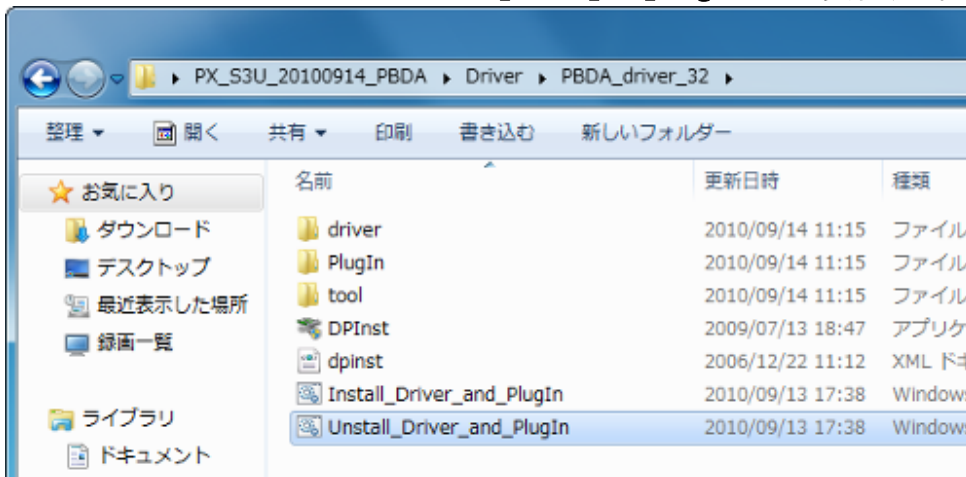 PX_S3U_20100914_PBDA Driver PBDA_driver_32
整理 開く 共有 印刷 書き込む 新しいフォルダー
名前 更新日時 種類
お気に入り
ダウンロード
デスクトップ
最近表示した場所
録画一覧
ライブラリ
ドキュメント
driver 2010/09/14 11:15 ファイル
PlugIn 2010/09/14 11:15 ファイル
tool 2010/09/14 11:15 ファイル
DPInst 2009/07/13 18:47 アプリケ
dpinst 2006/12/22 11:12 XML ドキ
Install_Driver_and_PlugIn 2010/09/13 17:38 Windows
Unstall_Driver_and_PlugIn 2010/09/13 17:38 Windows